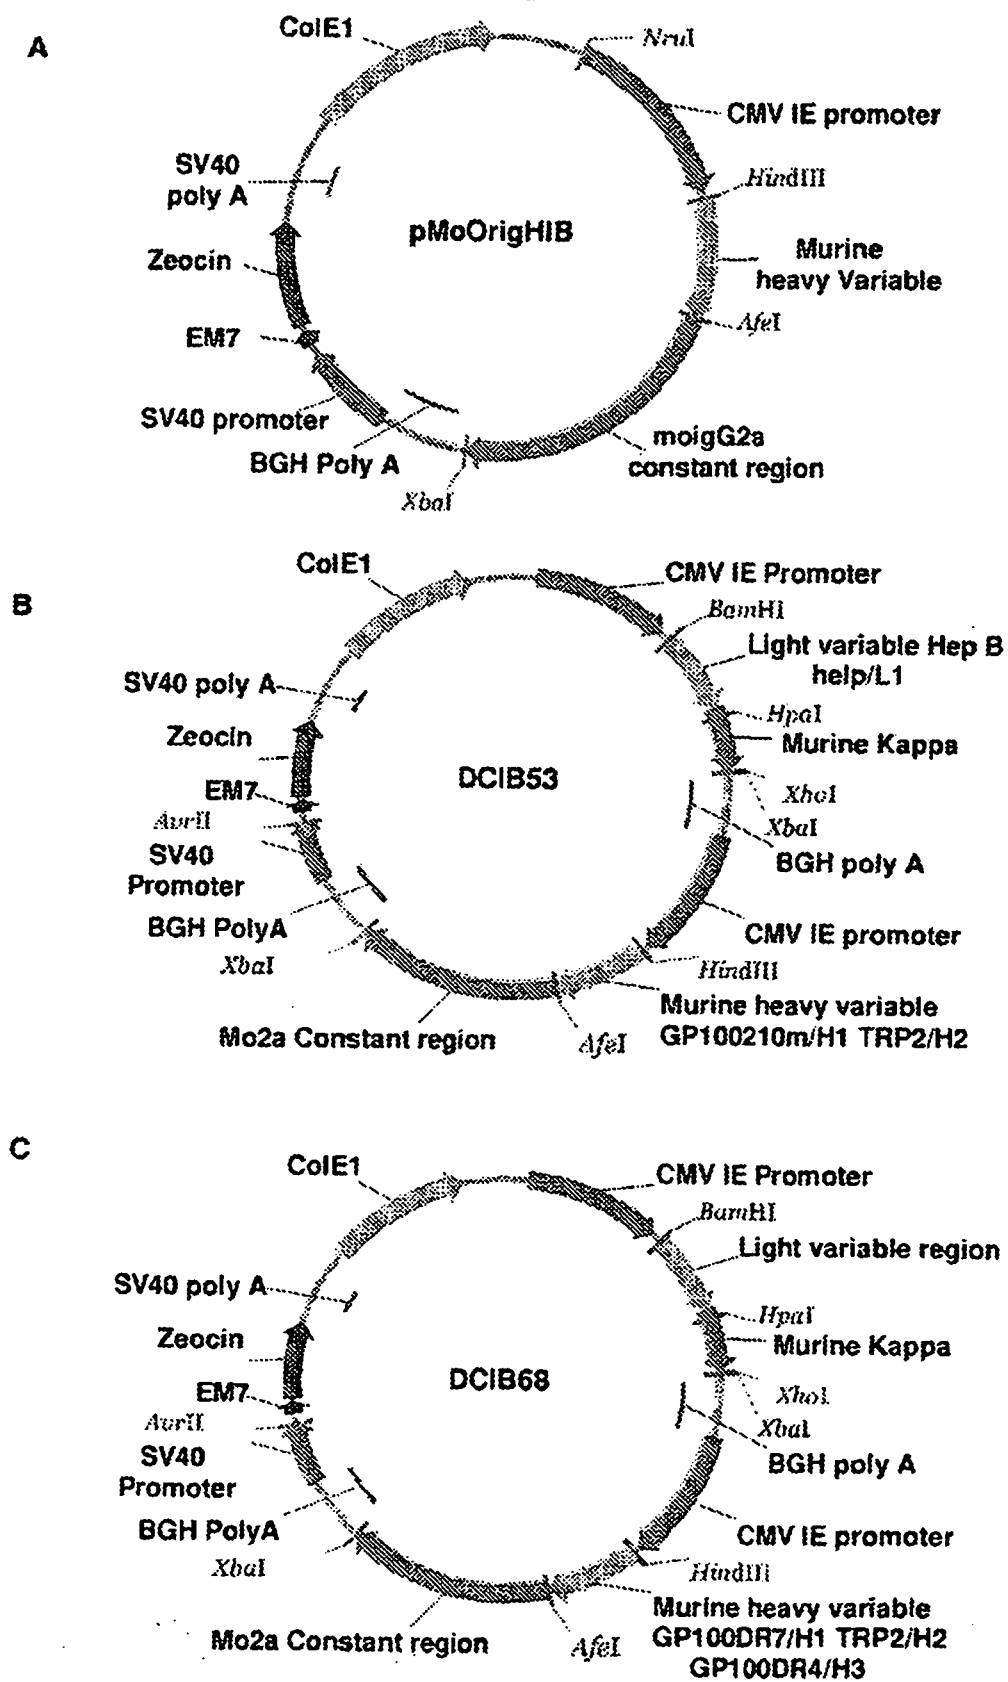 A
ColE1
NruI
CMV IE promoter
SV40
poly A
HindIII
pMoOrigHIB
Murine
heavy Variable
Zeocin
AfeI
EM7
SV40 promoter
moigG2a
constant region
BGH Poly A
XbaI
B
ColE1
CMV IE Promoter
BamHI
Light variable Hep B
help/L1
SV40 poly A
HpaI
Zeocin
Murine Kappa
DCIB53
EM7
XhoI
AvrII
XbaI
SV40
Promoter
BGH poly A
BGH PolyA
CMV IE promoter
XbaI
HindIII
Murine heavy variable
GP100210m/H1 TRP2/H2
Mo2a Constant region
AfeI
C
ColE1
CMV IE Promoter
BamHI
Light variable region
SV40 poly A
HpaI
Zeocin
Murine Kappa
DCIB68
EM7
XhoI
AvrII
XbaI
SV40
Promoter
BGH poly A
BGH PolyA
CMV IE promoter
XbaI
HindIII
Murine heavy variable
GP100DR7/H1 TRP2/H2
GP100DR4/H3
Mo2a Constant region
AfeI